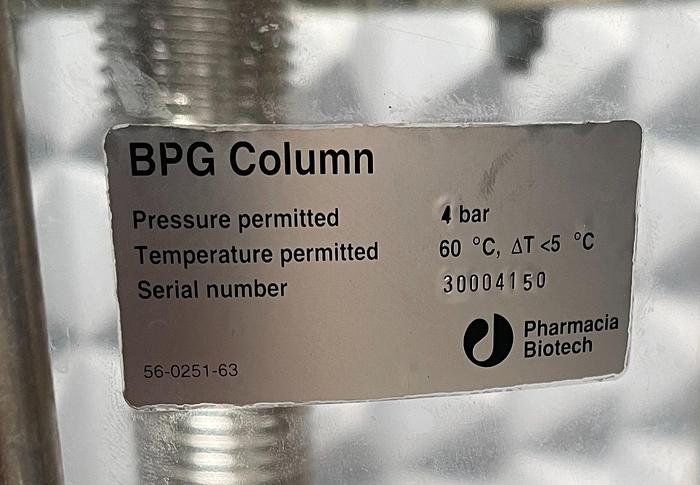 BPG Column
Pressure permitted 4 bar
Temperature permitted 60 °C, ΔT <5 °C
Serial number 30004150
Pharmacia
Biotech
56-0251-63